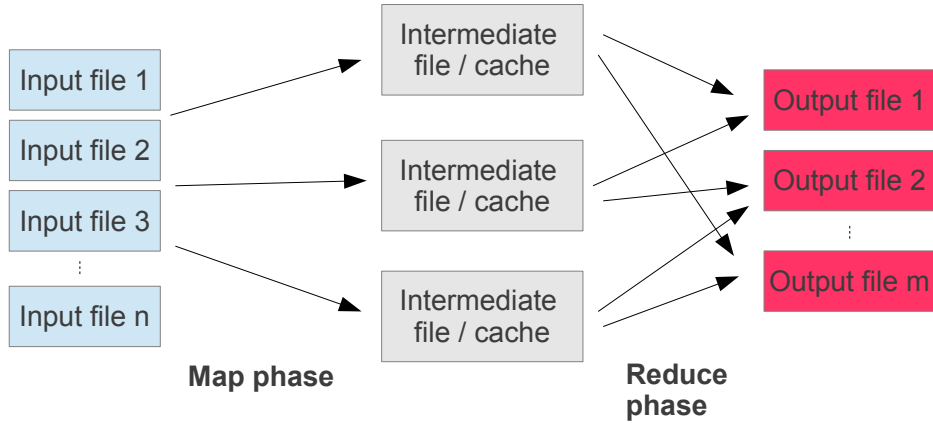 Input file 1
Input file 2
Input file 3
Input file n
Map phase
Intermediate
file / cache
Intermediate
file / cache
Intermediate
file / cache
Reduce
phase
Output file 1
Output file 2
Output file m